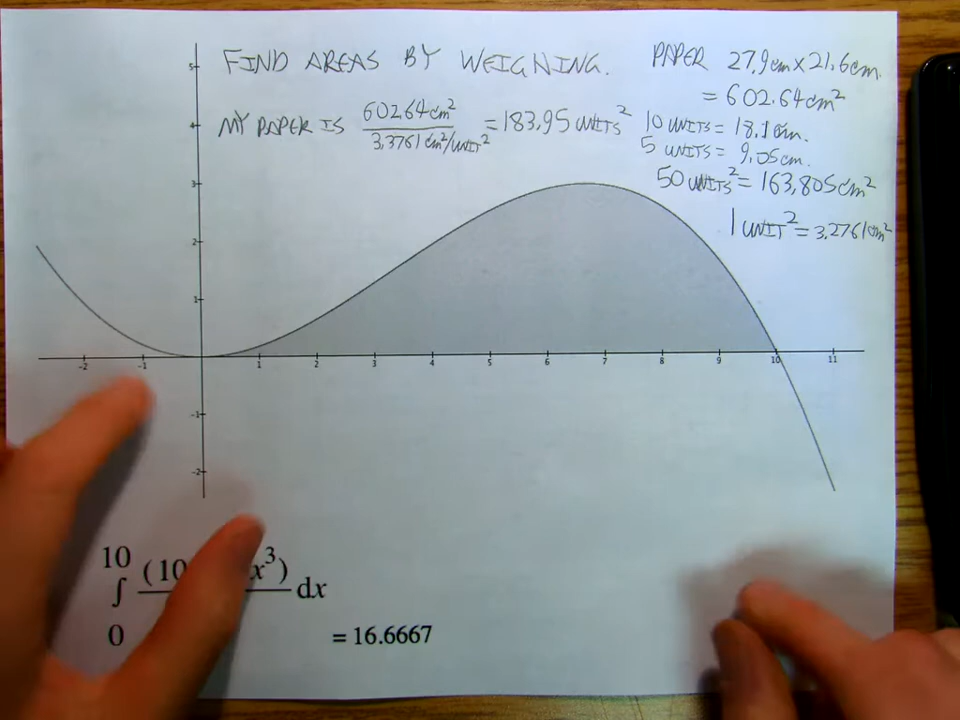 FIND AREAS BY WEIGNING.
PAPER 27.9cm x 21.6cm.
= 602.64cm²
MY PAPER IS 602.64cm² / 3.3761cm²/UNIT² = 183.95 UNITS²
10 UNITS = 18.1cm.
5 UNITS = 9.05cm.
50 UNITS² = 163.805cm²
1 UNIT² = 3.2761cm²
5
4
3
2
1
-2 -1 1 2 3 4 5 6 7 8 9 10 11
-1
-2
10
∫ (10 x³) dx
0
= 16.6667